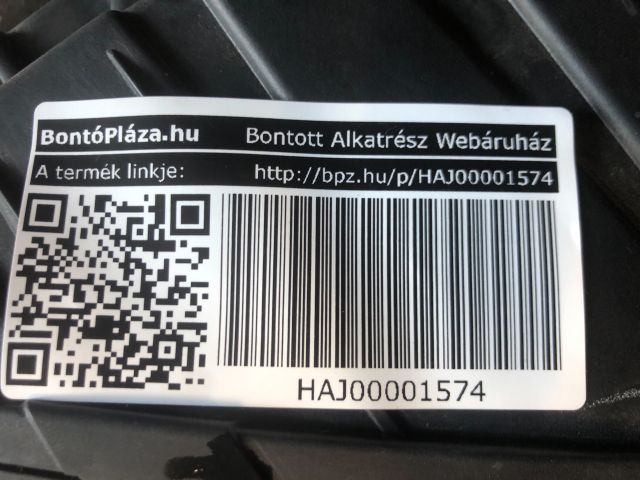 BontóPláza.hu Bontott Alkatrész Webáruház
A termék linkje: http://bpz.hu/p/HAJ00001574
HAJ00001574